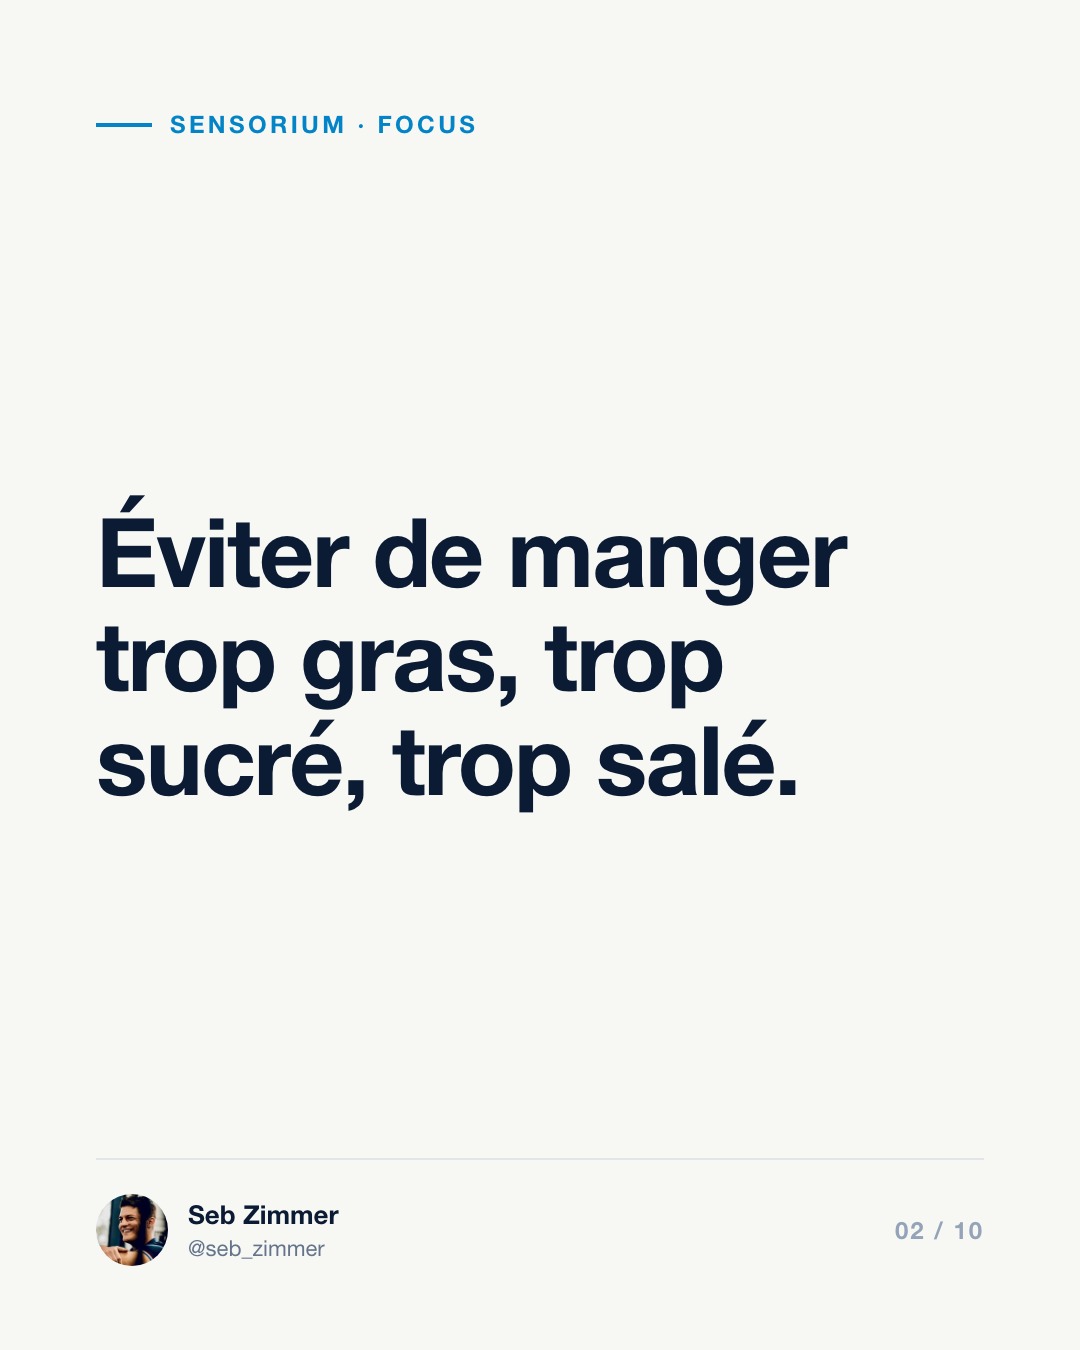 SENSORIUM · FOCUS
Éviter de manger
trop gras, trop
sucré, trop salé.
Seb Zimmer
@seb_zimmer
02 / 10